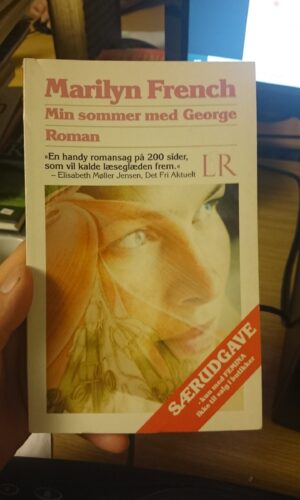 Marilyn French
Min sommer med George
Roman
»En handy romansag på 200 sider,
som vil kalde læseglæden frem.«
– Elisabeth Møller Jensen, Det Fri Aktuelt
LR
SÆRUDGAVE
- kun med FEMINA
ikke til salg i butikker